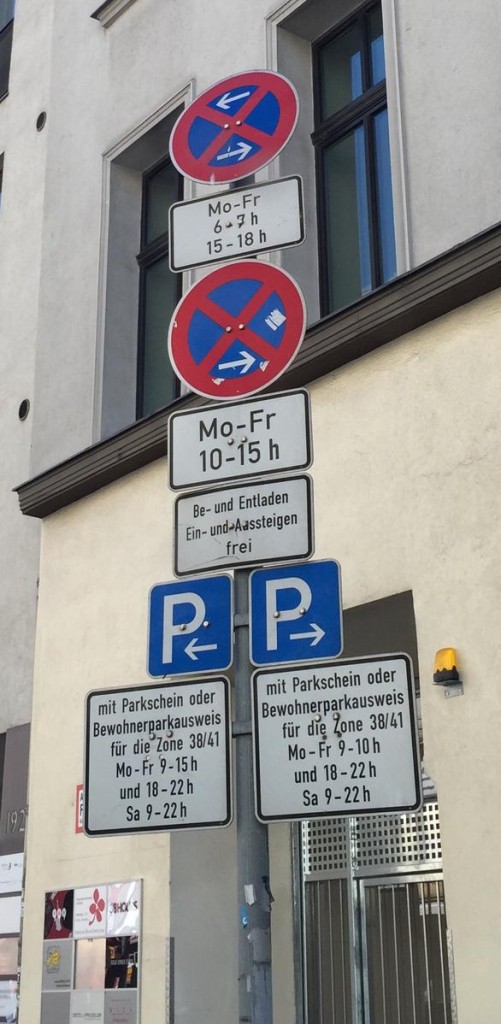 Mo-Fr
15-18 h
Mo-Fr
10-15 h
Be- und Entladen
Ein- und Aussteigen
frei
P
P
mit Parkschein oder
Bewohnerparkausweis
für die Zone 38/41
Mo-Fr 9-15 h
und 18-22 h
Sa 9-22 h
mit Parkschein oder
Bewohnerparkausweis
für die Zone 38/41
Mo-Fr 9-10 h
und 18-22 h
Sa 9-22 h